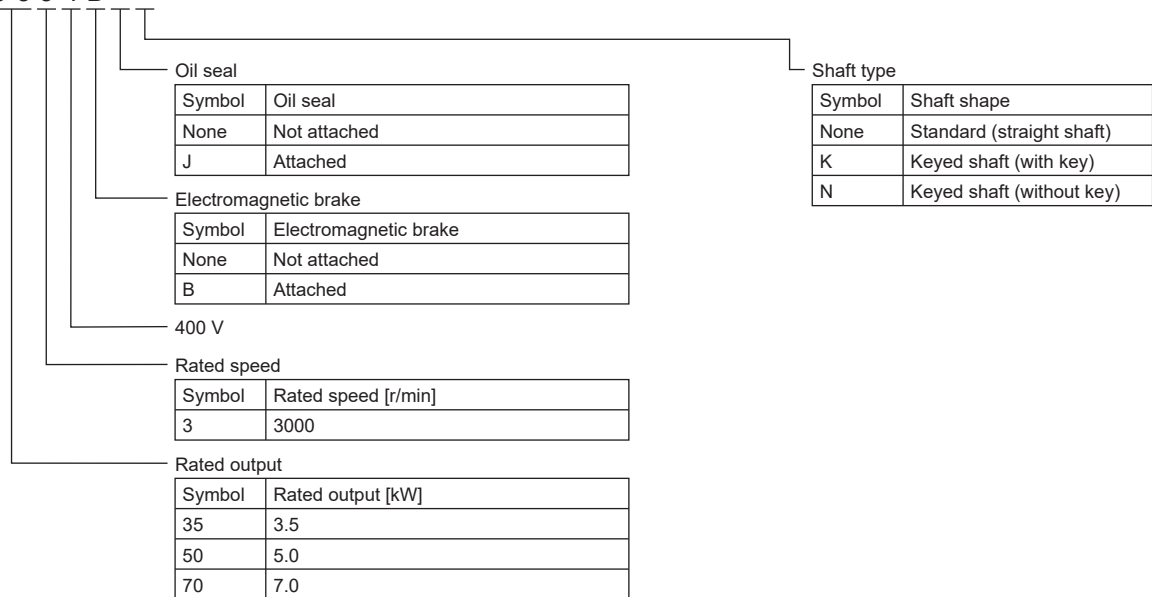 Oil seal
Symbol Oil seal
None Not attached
J Attached
Electromagnetic brake
Symbol Electromagnetic brake
None Not attached
B Attached
400 V
Rated speed
Symbol Rated speed [r/min]
3 3000
Rated output
Symbol Rated output [kW]
35 3.5
50 5.0
70 7.0
Shaft type
Symbol Shaft shape
None Standard (straight shaft)
K Keyed shaft (with key)
N Keyed shaft (without key)